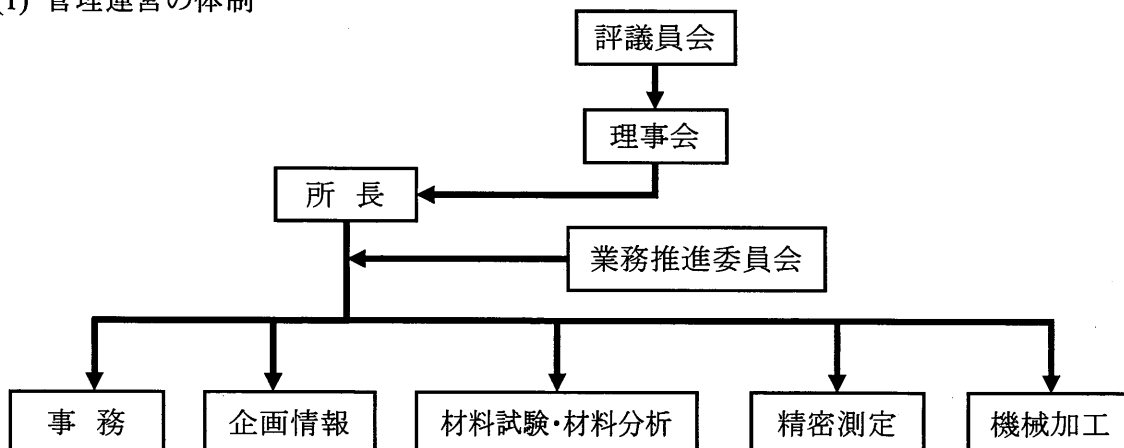 (1) 管理運営の体制
評議員会
理事会
所 長
業務推進委員会
事 務
企画情報
材料試験・材料分析
精密測定
機械加工